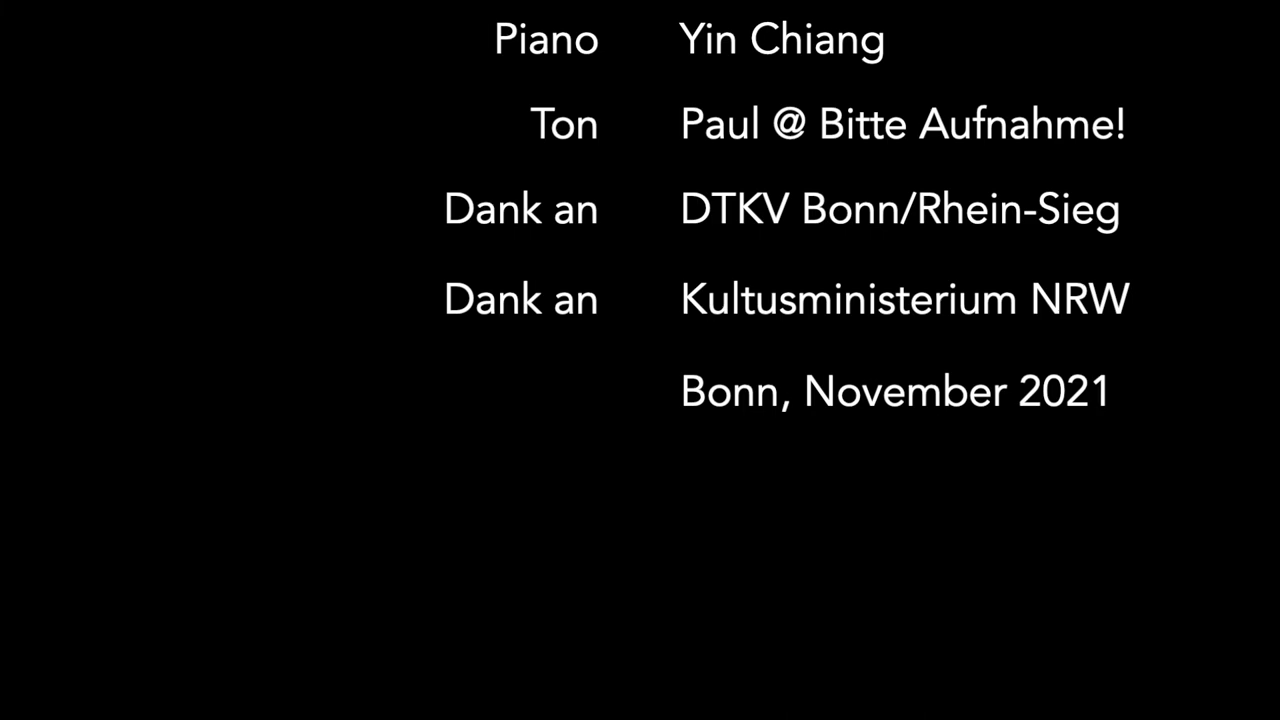 Piano Yin Chiang
Ton Paul @ Bitte Aufnahme!
Dank an DTKV Bonn/Rhein-Sieg
Dank an Kultusministerium NRW
Bonn, November 2021